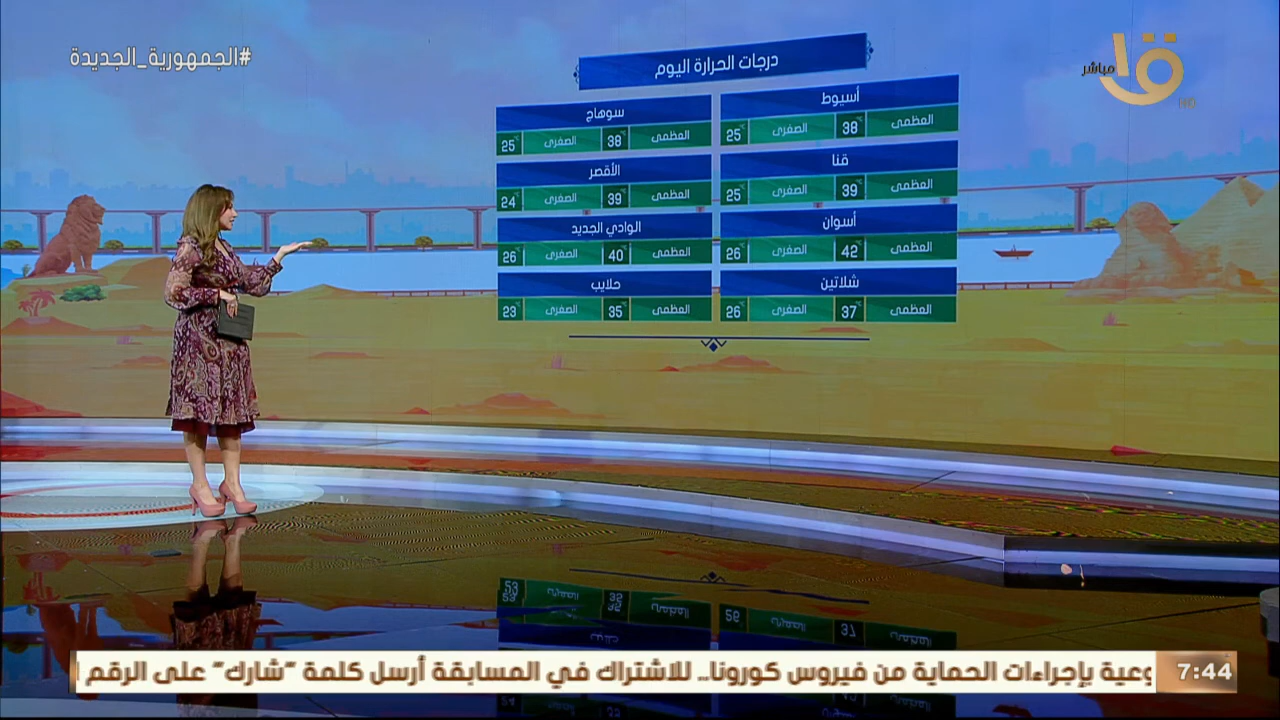 #الجمهورية_الجديدة
مباشر
HD
درجات الحرارة اليوم
أسيوط
العظمى 38 الصغرى 25
سوهاج
العظمى 38 الصغرى 25
قنا
العظمى 39 الصغرى 25
الأقصر
العظمى 39 الصغرى 24
أسوان
العظمى 42 الصغرى 26
الوادي الجديد
العظمى 40 الصغرى 26
شلاتين
العظمى 37 الصغرى 26
حلايب
العظمى 35 الصغرى 23
7:44
وعية بإجراءات الحماية من فيروس كورونا.. للاشتراك في المسابقة أرسل كلمة "شارك" على الرقم